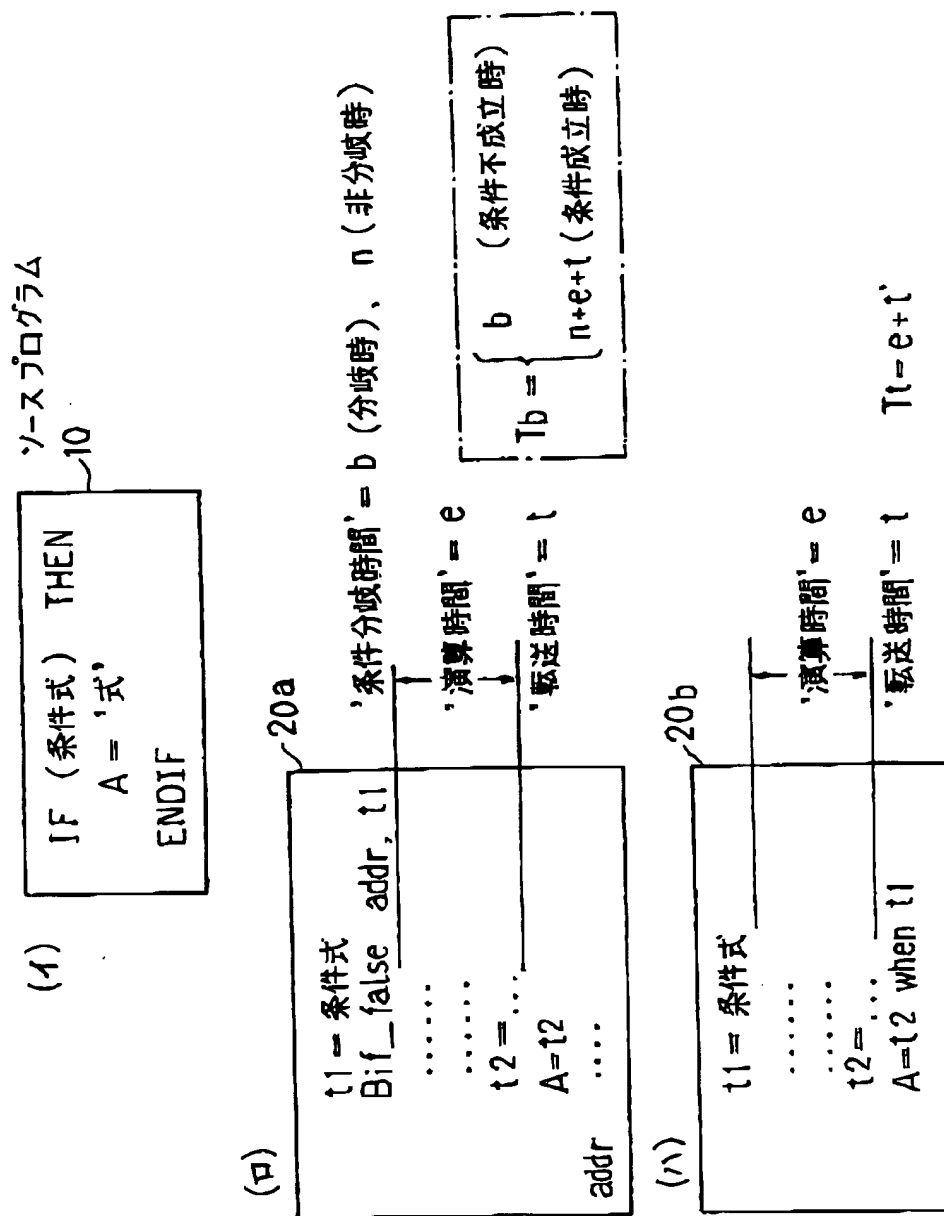 (イ)
ソースプログラム
10
IF (条件式) THEN
A = '式'
ENDIF
(ロ)
20a
t1 = 条件式
Bif_false addr, t1
......
......
t2 = ...
A=t2
addr ....
'条件分岐時間' = b (分岐時)、 n (非分岐時)
'演算時間' = e
'転送時間' = t
Tb = { b (条件不成立時)
n+e+t (条件成立時)
(ハ)
20b
t1 = 条件式
......
......
t2 = ...
A=t2 when t1
'演算時間' = e
'転送時間' = t
Tt = e+t'